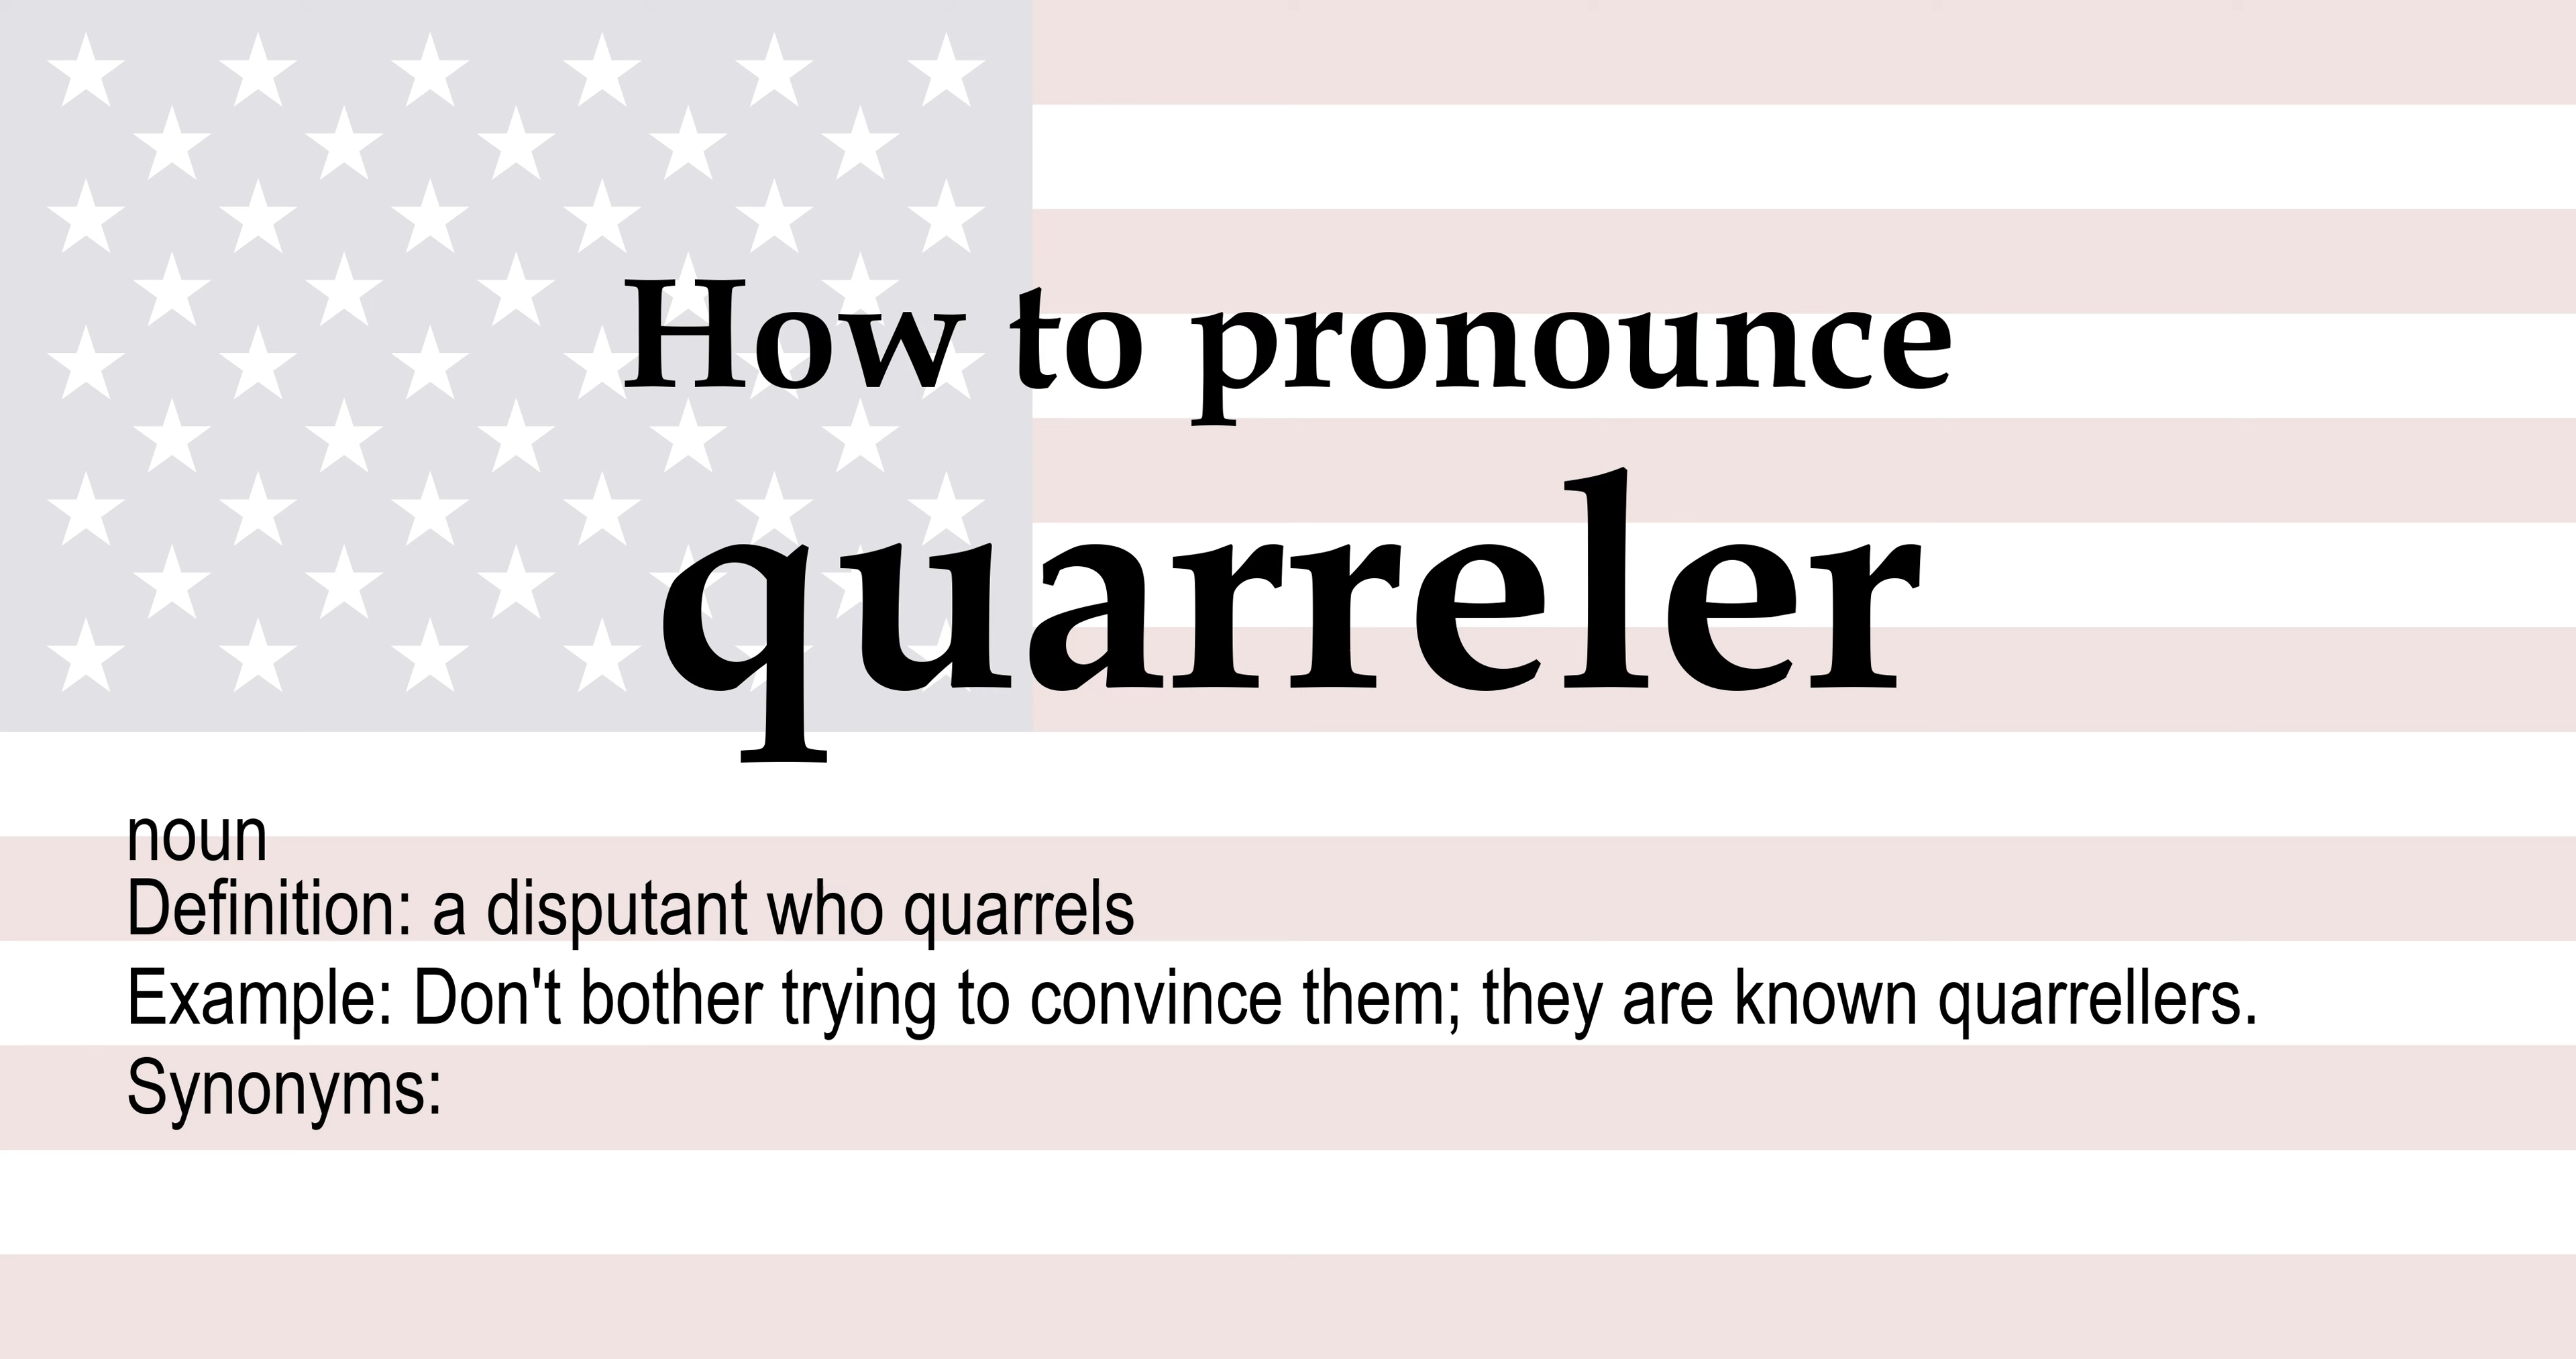 How to pronounce
quarreler
noun
Definition: a disputant who quarrels
Example: Don't bother trying to convince them; they are known quarrellers.
Synonyms: